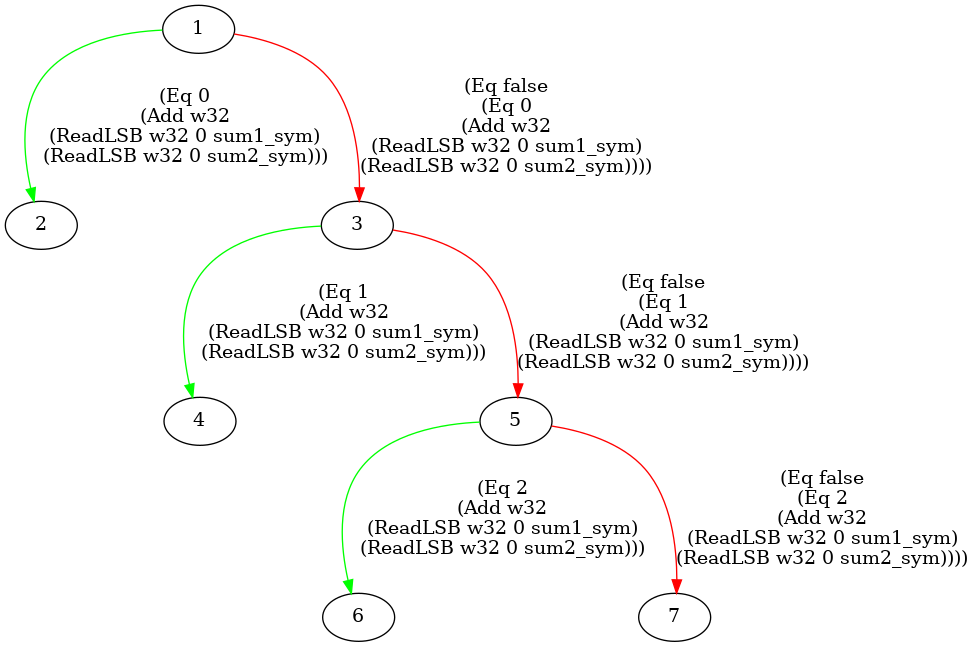 1
(Eq 0
(Add w32
(ReadLSB w32 0 sum1_sym)
(ReadLSB w32 0 sum2_sym)))
(Eq false
(Eq 0
(Add w32
(ReadLSB w32 0 sum1_sym)
(ReadLSB w32 0 sum2_sym))))
2
3
(Eq 1
(Add w32
(ReadLSB w32 0 sum1_sym)
(ReadLSB w32 0 sum2_sym)))
(Eq false
(Eq 1
(Add w32
(ReadLSB w32 0 sum1_sym)
(ReadLSB w32 0 sum2_sym))))
4
5
(Eq 2
(Add w32
(ReadLSB w32 0 sum1_sym)
(ReadLSB w32 0 sum2_sym)))
(Eq false
(Eq 2
(Add w32
(ReadLSB w32 0 sum1_sym)
(ReadLSB w32 0 sum2_sym))))
6
7